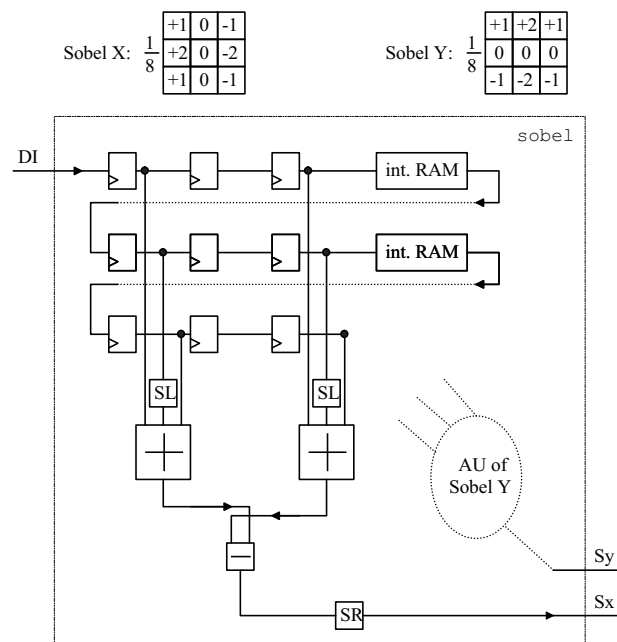 Sobel X: 1/8
+1 0 -1
+2 0 -2
+1 0 -1
Sobel Y: 1/8
+1 +2 +1
0 0 0
-1 -2 -1
sobel
DI
int. RAM
int. RAM
SL SL
+ +
AU of
Sobel Y
−
Sy
Sx
SR